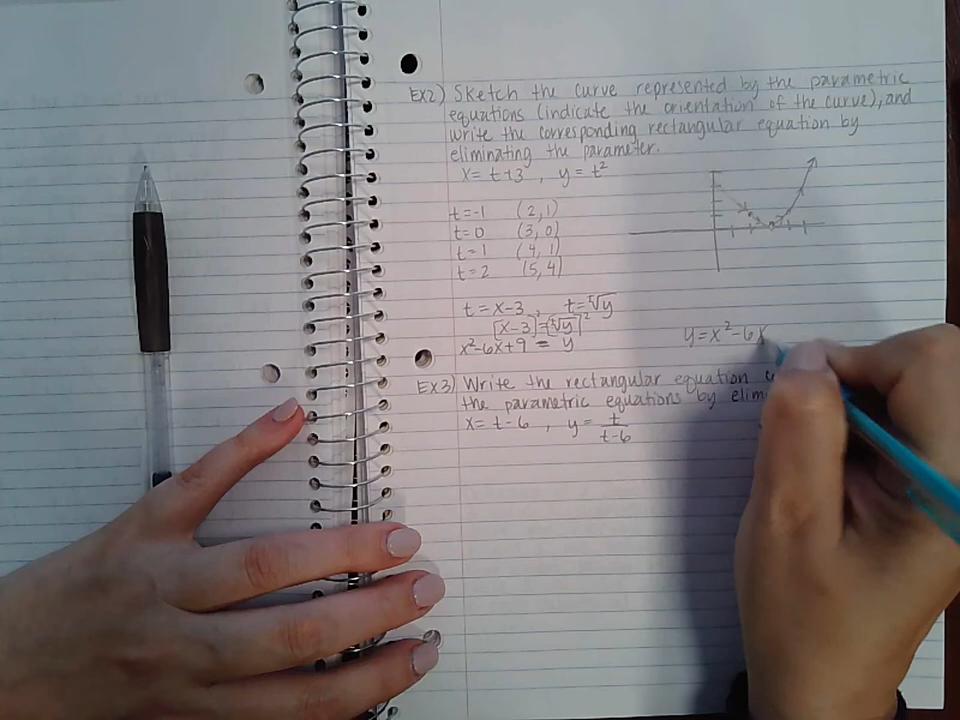 Ex2) Sketch the curve represented by the parametric
equations (indicate the orientation of the curve), and
write the corresponding rectangular equation by
eliminating the parameter.
x = t+3 , y = t²
t=-1 (2, 1)
t=0 (3, 0)
t=1 (4, 1)
t=2 (5, 4)
t = x-3 , t=√y
[x-3]²=[√y]²
x²-6x+9 = y
y=x²-6x
Ex3) Write the rectangular equation
the parametric equations by elim
x= t-6 , y= t/t-6